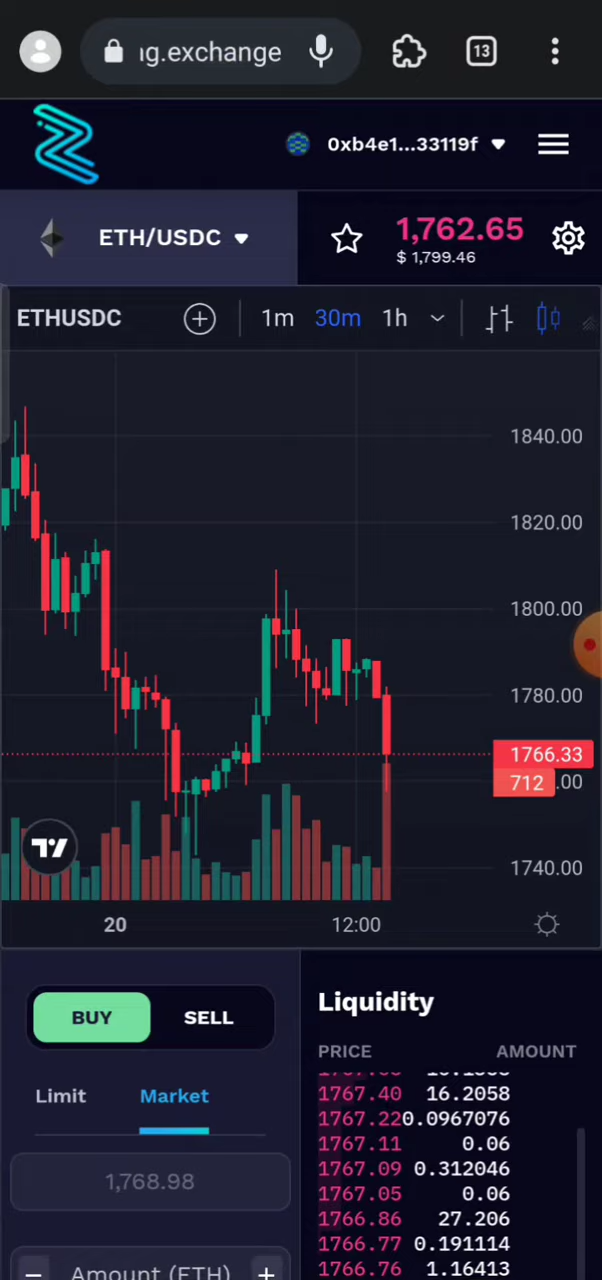 ng.exchange
13
0xb4e1...33119f
ETH/USDC
1,762.65
$ 1,799.46
ETHUSDC
1m 30m 1h
1840.00
1820.00
1800.00
1780.00
1766.33
712
.00
1740.00
20
12:00
BUY SELL
Limit Market
1,768.98
Amount (ETH)
Liquidity
PRICE AMOUNT
1767.40 16.2058
1767.22 0.0967076
1767.11 0.06
1767.09 0.312046
1767.05 0.06
1766.86 27.206
1766.77 0.191114
1766.76 1.16413